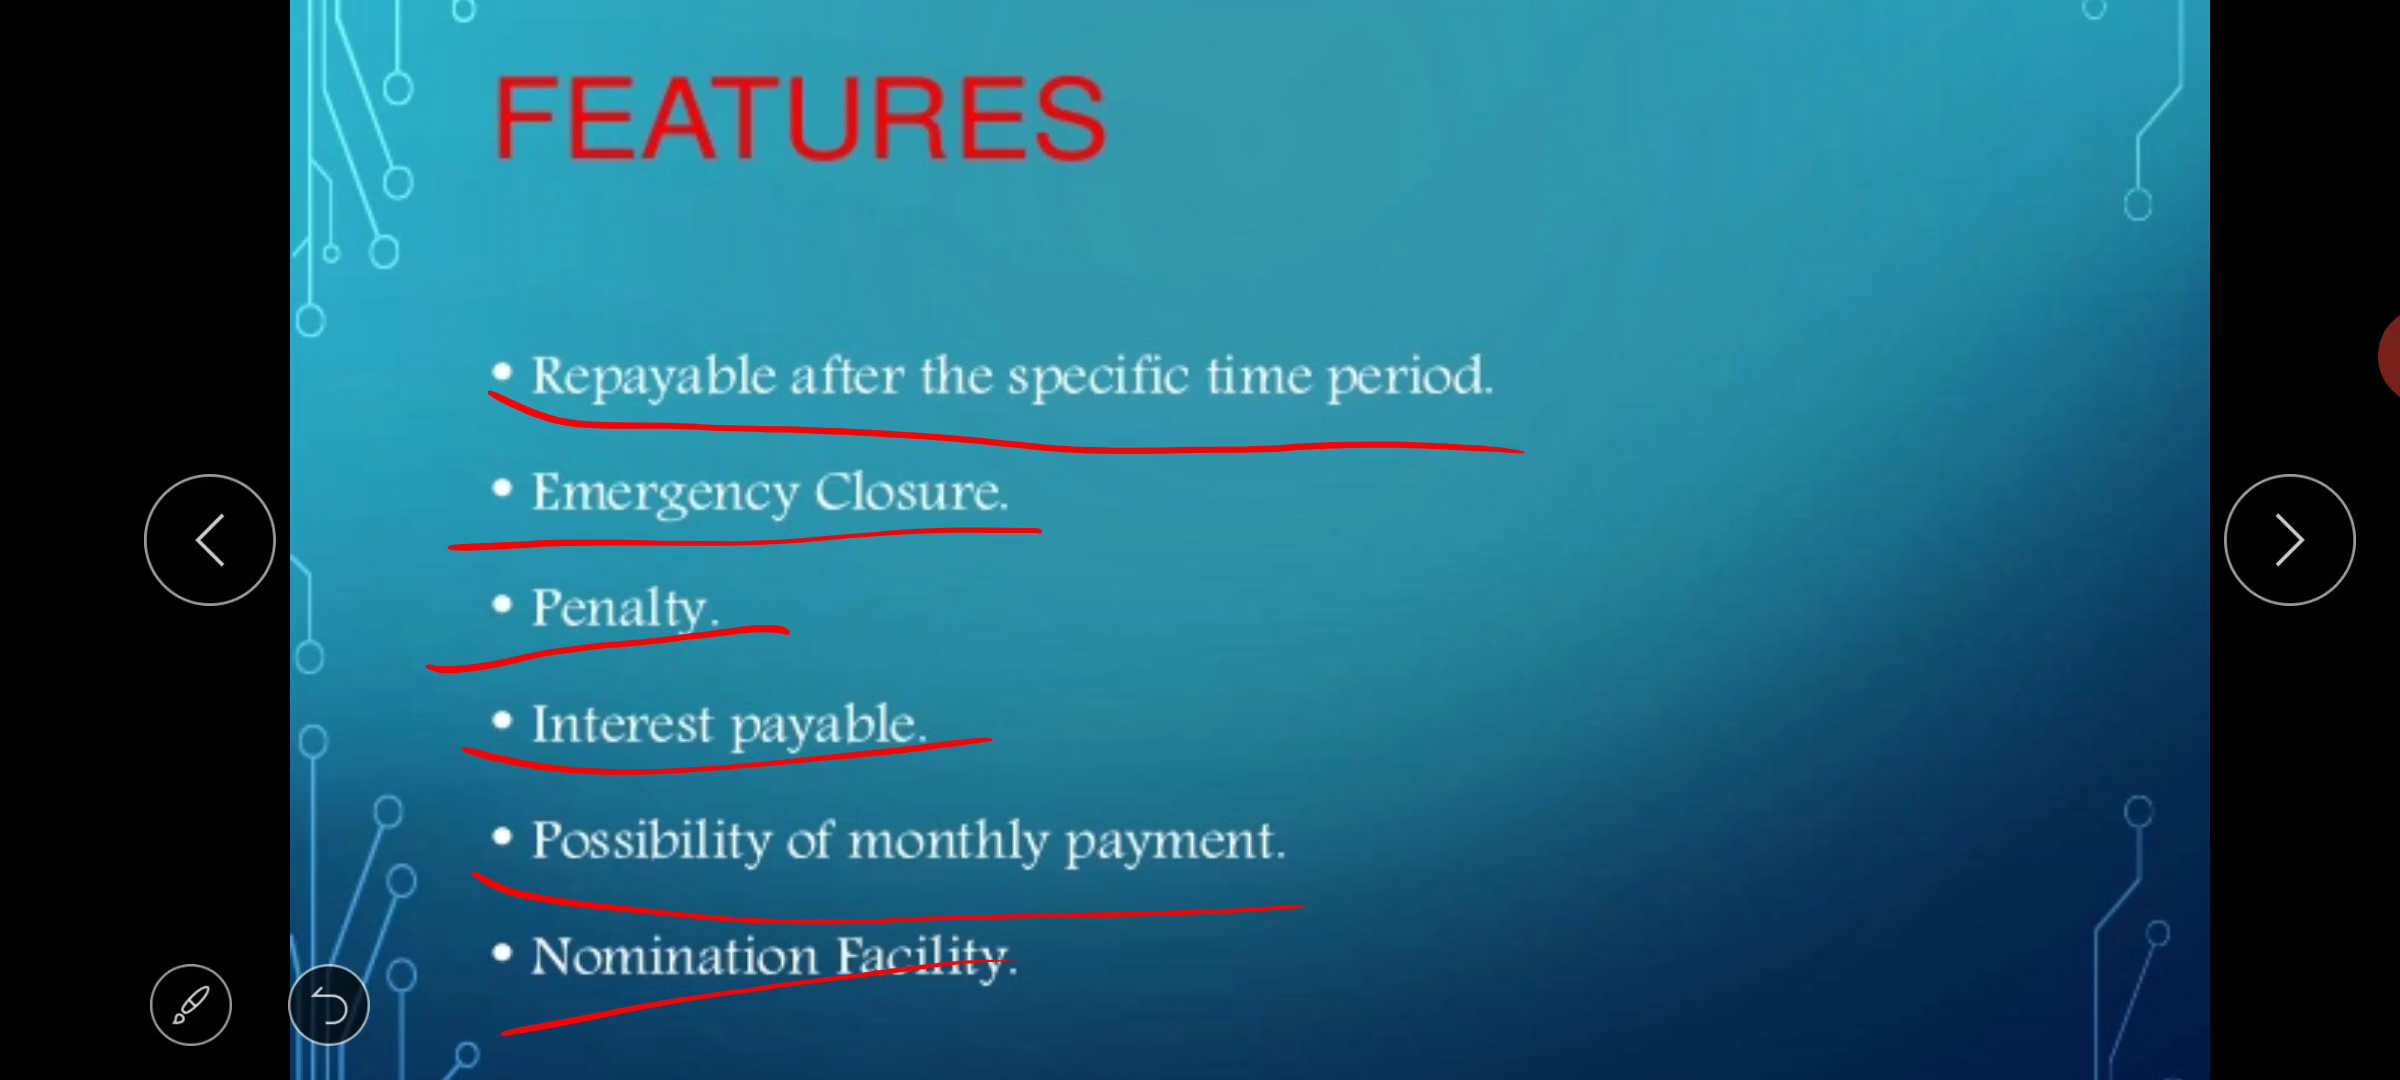 FEATURES
• Repayable after the specific time period.
• Emergency Closure.
• Penalty.
• Interest payable.
• Possibility of monthly payment.
• Nomination Facility.